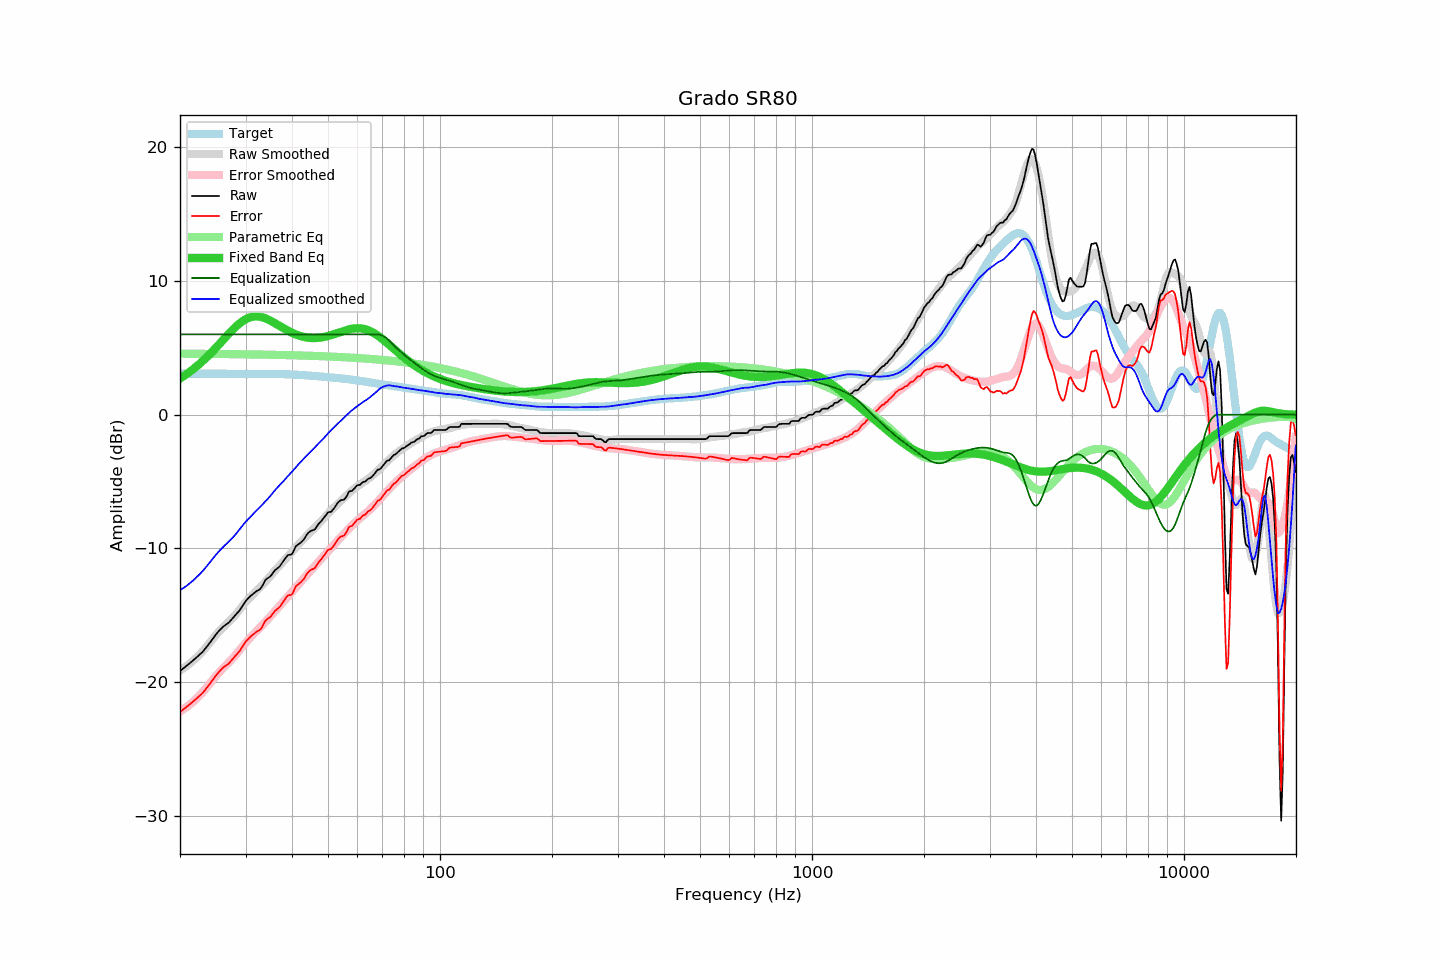 Grado SR80
Target
Raw Smoothed
Error Smoothed
Raw
Error
Parametric Eq
Fixed Band Eq
Equalization
Equalized smoothed
20
10
0
−10
−20
−30
Amplitude (dBr)
100
1000
10000
Frequency (Hz)